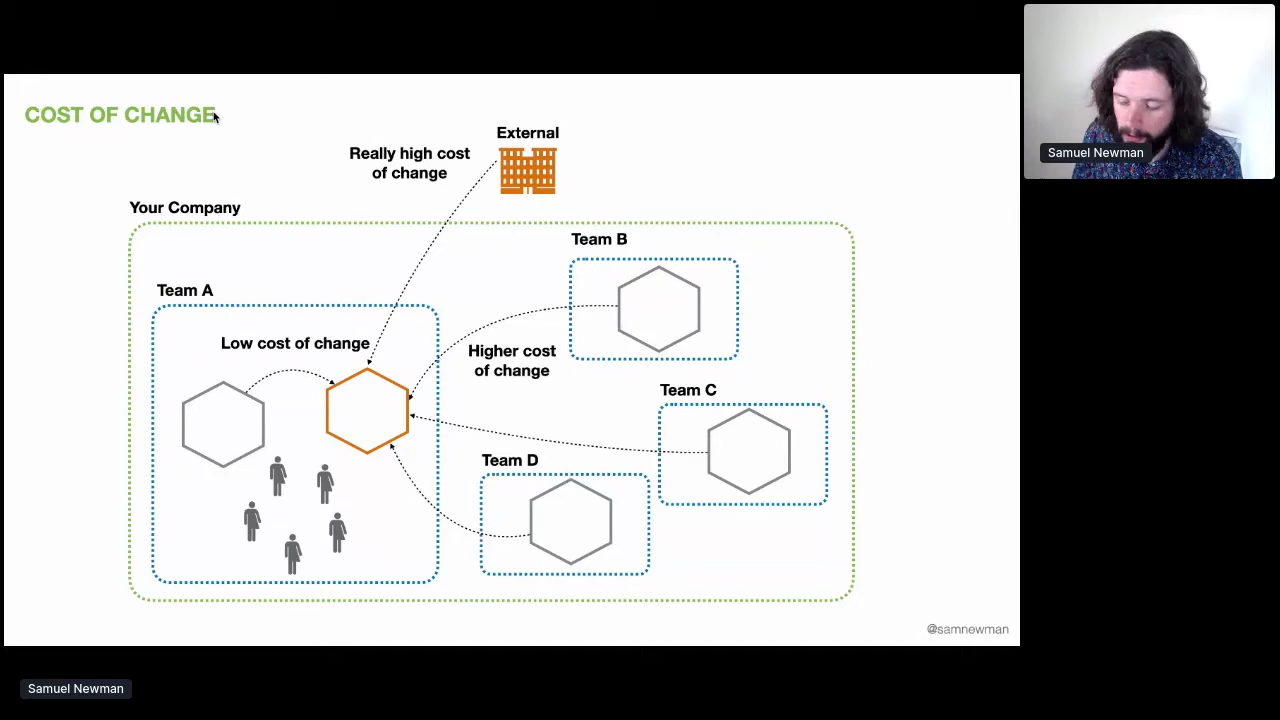 COST OF CHANGE
External
Really high cost
of change
Your Company
Team B
Team A
Low cost of change
Higher cost
of change
Team C
Team D
@samnewman
Samuel Newman
Samuel Newman